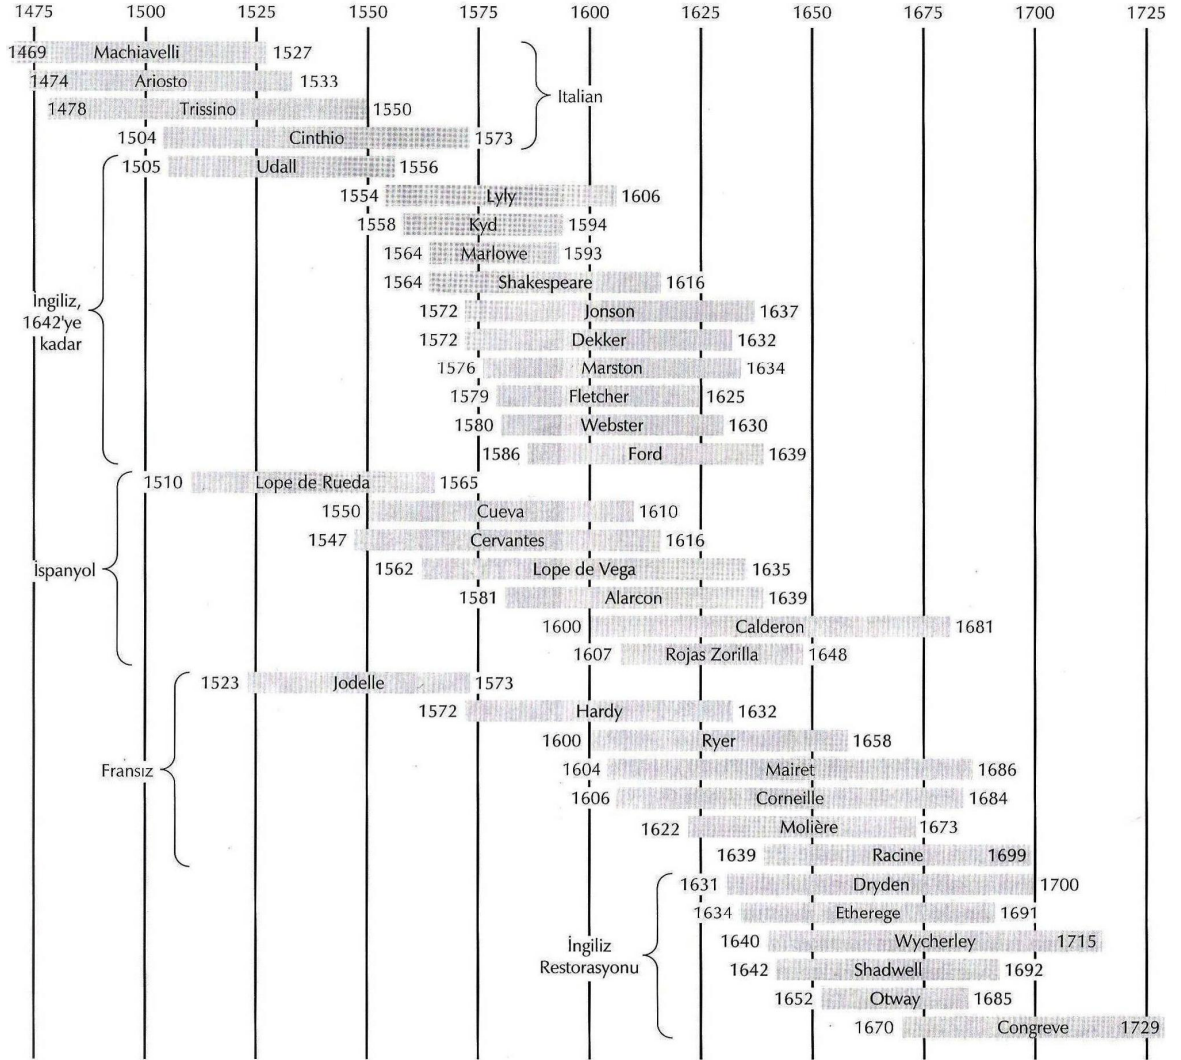 1475 1500 1525 1550 1575 1600 1625 1650 1675 1700 1725
1469 Machiavelli 1527
1474 Ariosto 1533
Italian
1478 Trissino 1550
1504 Cinthio 1573
1505 Udall 1556
1554 Lyly 1606
1558 Kyd 1594
1564 Marlowe 1593
1564 Shakespeare 1616
İngiliz,
1642'ye
kadar
1572 Jonson 1637
1572 Dekker 1632
1576 Marston 1634
1579 Fletcher 1625
1580 Webster 1630
1586 Ford 1639
1510 Lope de Rueda 1565
1550 Cueva 1610
1547 Cervantes 1616
İspanyol
1562 Lope de Vega 1635
1581 Alarcon 1639
1600 Calderon 1681
1607 Rojas Zorilla 1648
1523 Jodelle 1573
1572 Hardy 1632
1600 Ryer 1658
Fransız
1604 Mairet 1686
1606 Corneille 1684
1622 Molière 1673
1639 Racine 1699
1631 Dryden 1700
1634 Etherege 1691
İngiliz
Restorasyonu
1640 Wycherley 1715
1642 Shadwell 1692
1652 Otway 1685
1670 Congreve 1729